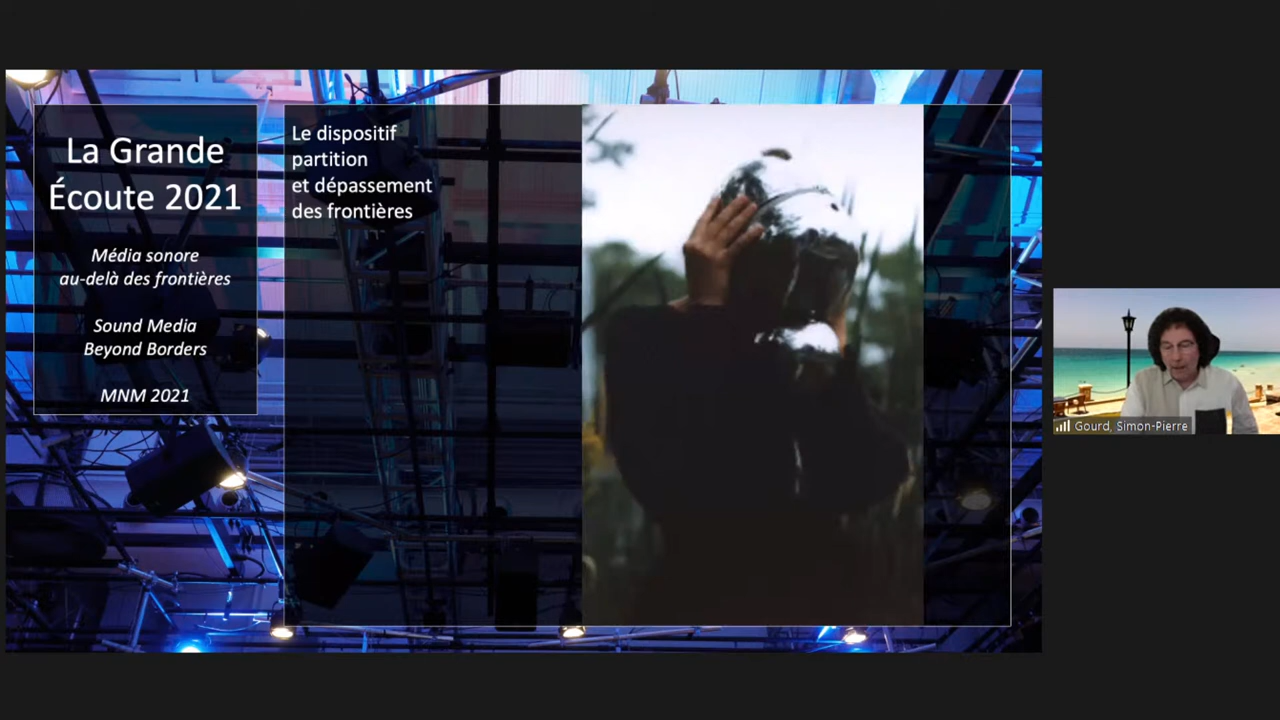 La Grande
Écoute 2021
Média sonore
au-delà des frontières
Sound Media
Beyond Borders
MNM 2021
Le dispositif
partition
et dépassement
des frontières
Gourd, Simon-Pierre